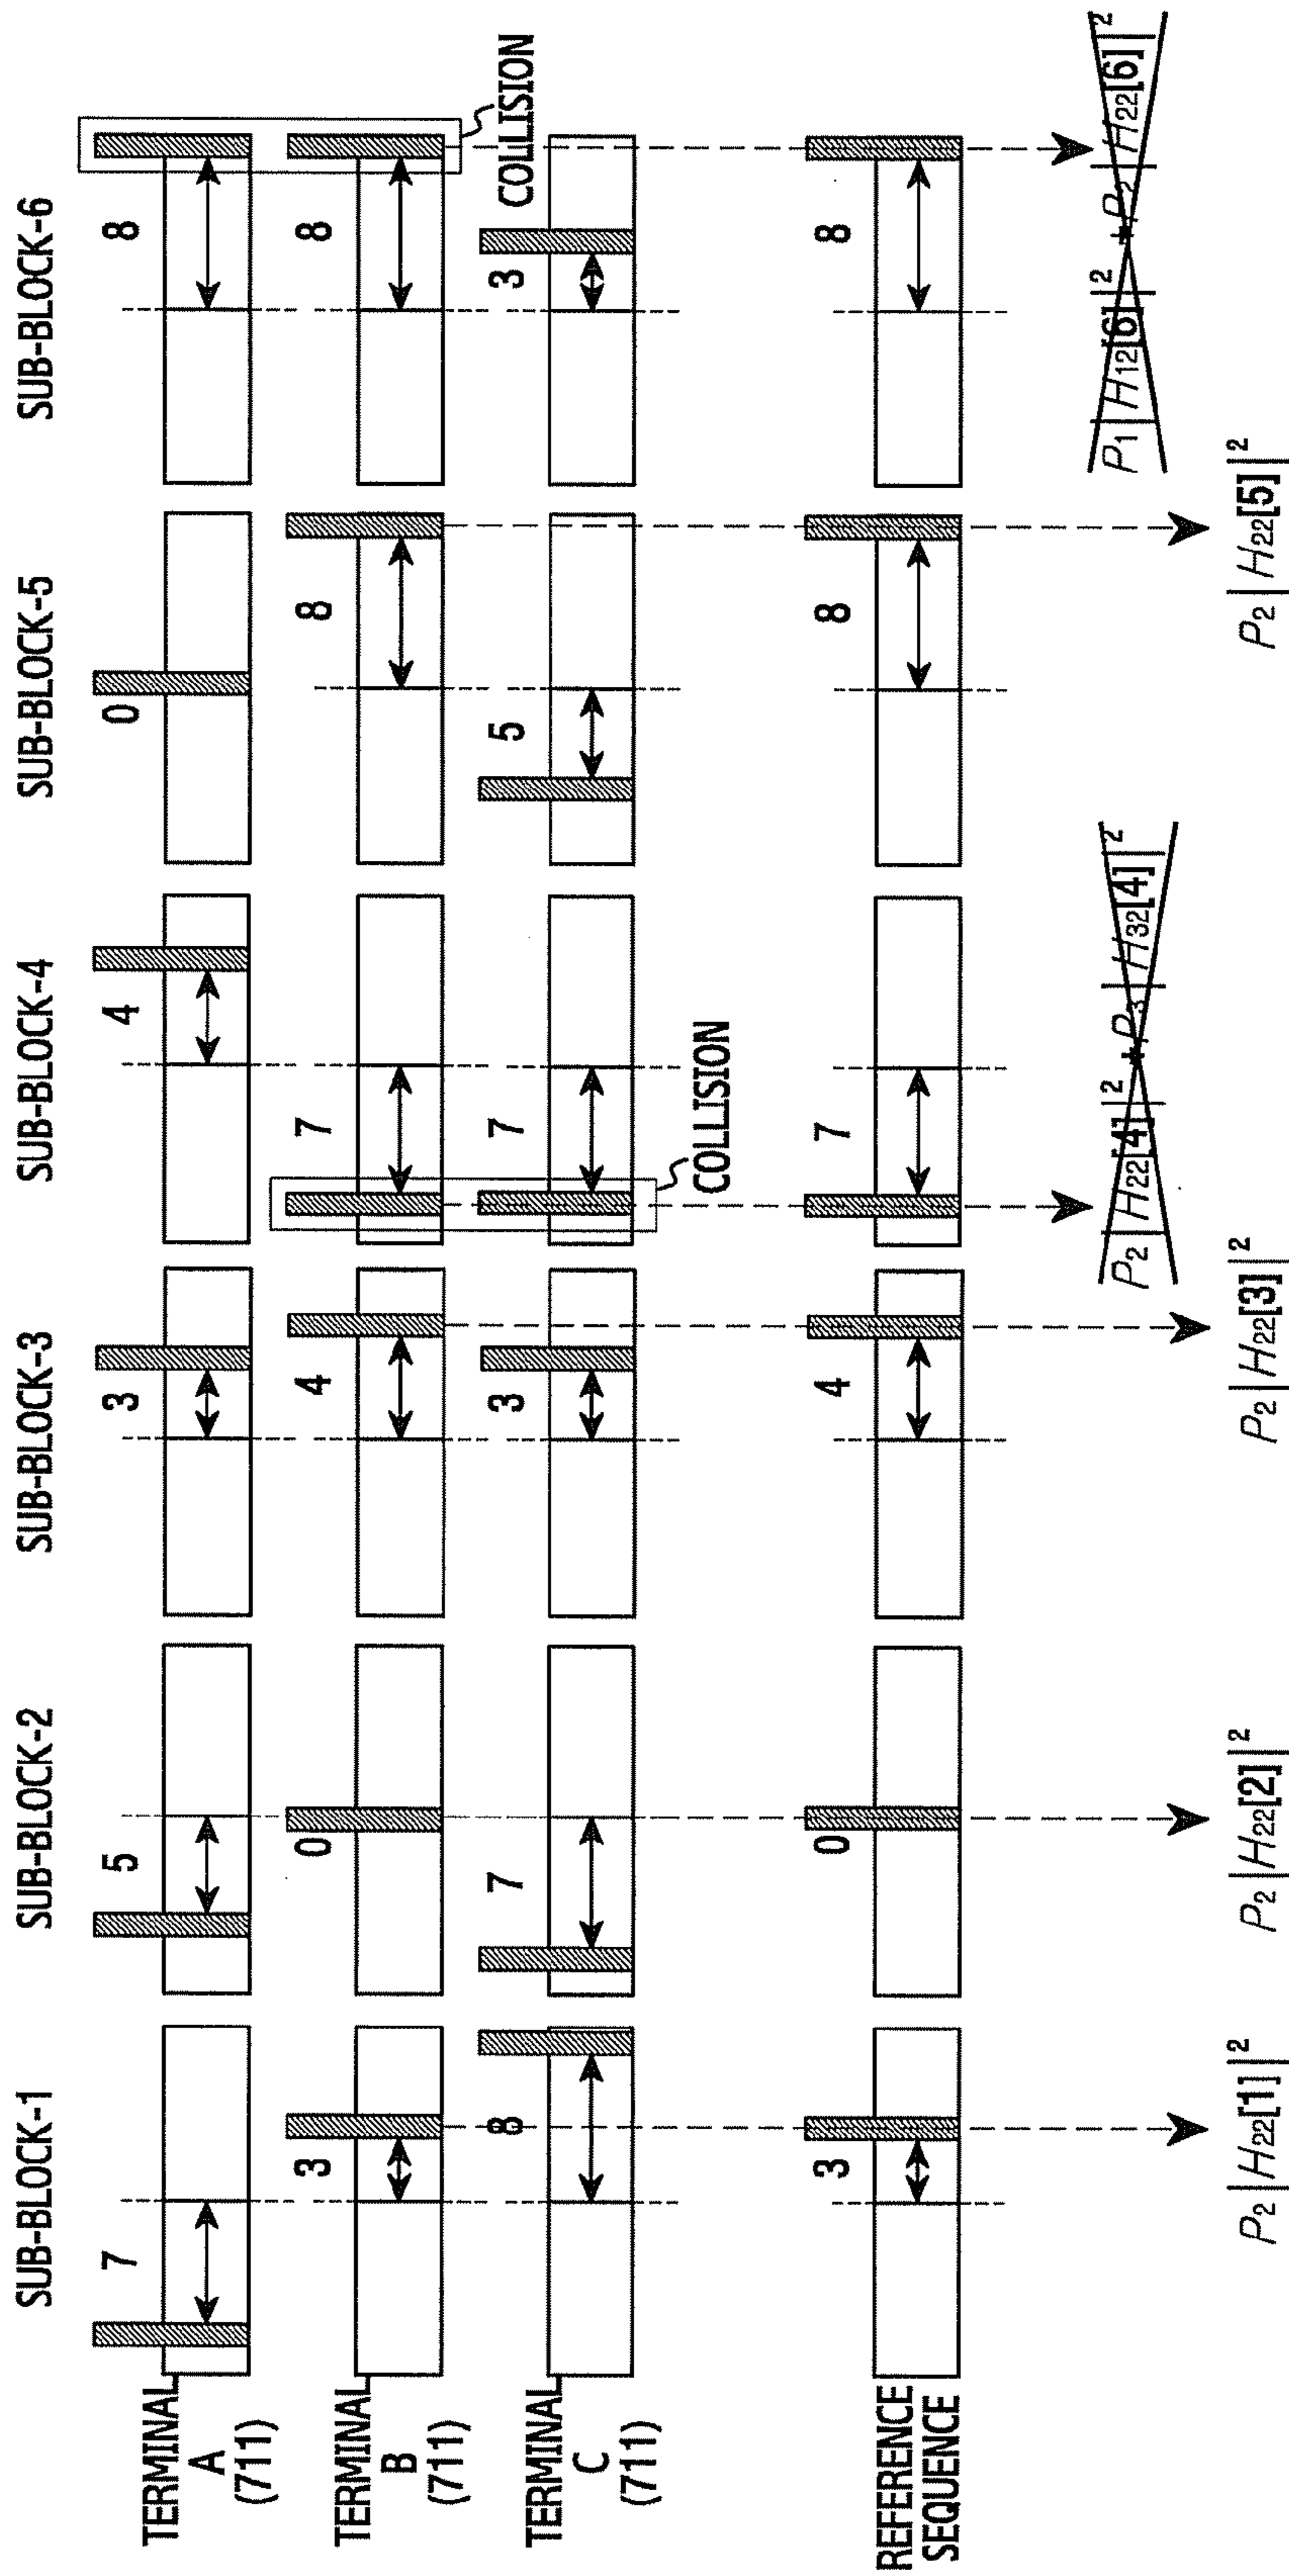 SUB-BLOCK-1 SUB-BLOCK-2 SUB-BLOCK-3 SUB-BLOCK-4 SUB-BLOCK-5 SUB-BLOCK-6
TERMINAL
A
(711)
7 5 3 4 0 8
TERMINAL
B
(711)
3 0 4 7 8 8
TERMINAL
C
(711)
8 7 3 7 5 3
COLLISION
COLLISION
REFERENCE
SEQUENCE
3 0 4 7 8 8
P2|H22[4]|² + P3|H32[4]|² P1|H12[6]|² + P2|H22[6]|²
P2|H22[1]|² P2|H22[2]|² P2|H22[3]|² P2|H22[5]|²